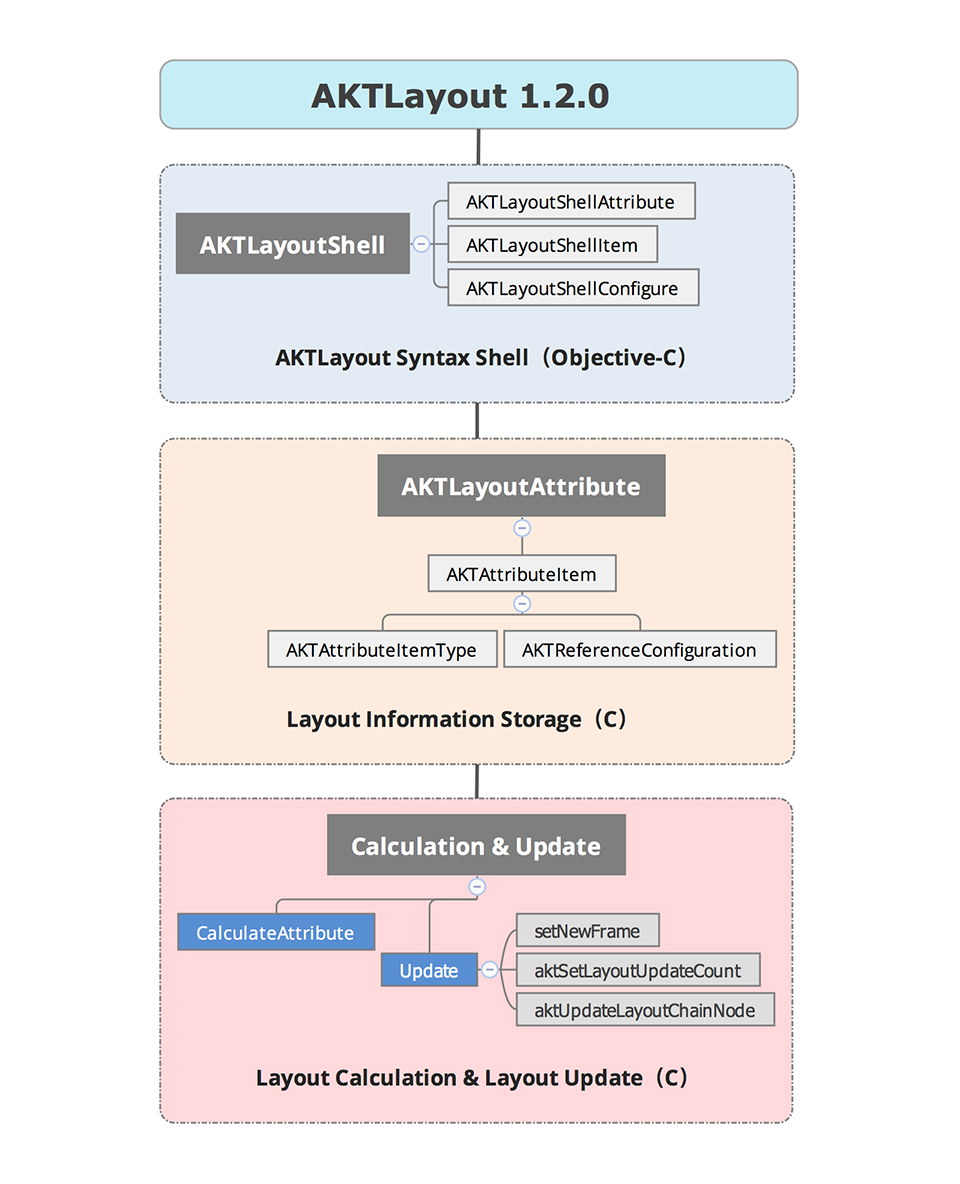 AKTLayout 1.2.0
AKTLayoutShell
AKTLayoutShellAttribute
AKTLayoutShellItem
AKTLayoutShellConfigure
AKTLayout Syntax Shell（Objective-C）
AKTLayoutAttribute
AKTAttributeItem
AKTAttributeItemType
AKTReferenceConfiguration
Layout Information Storage（C）
Calculation & Update
CalculateAttribute
Update
setNewFrame
aktSetLayoutUpdateCount
aktUpdateLayoutChainNode
Layout Calculation & Layout Update（C）